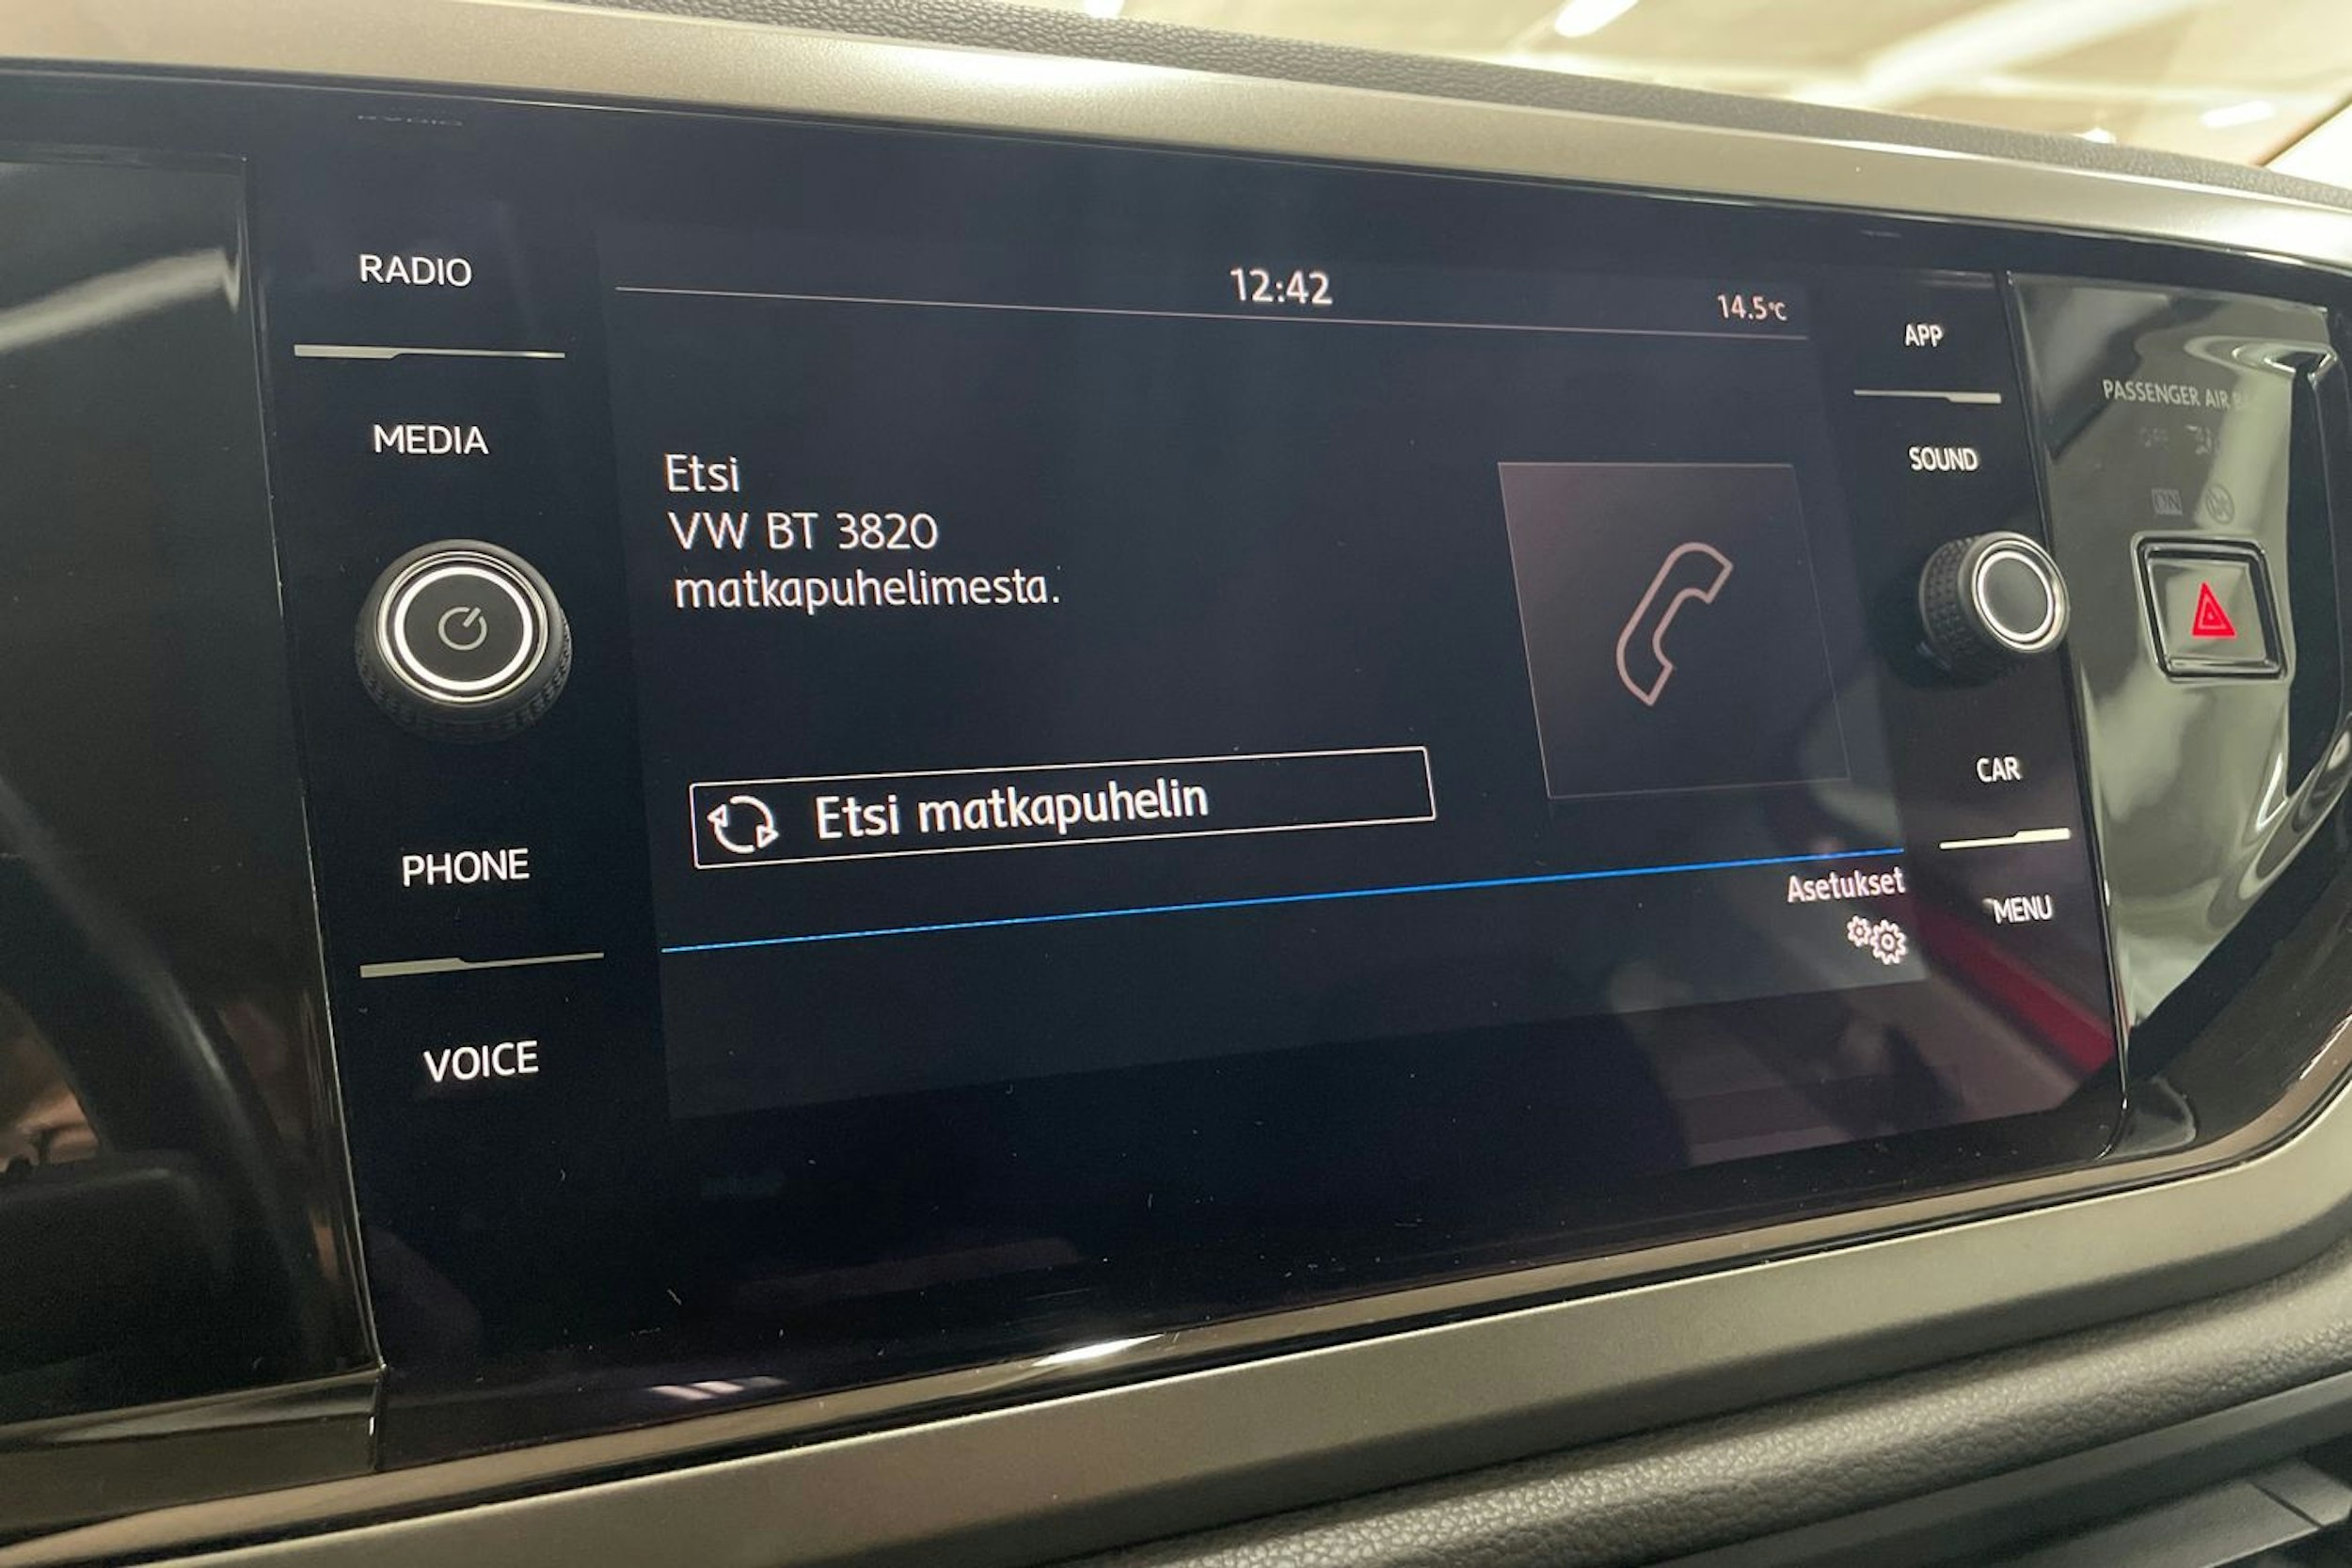 RADIO
MEDIA
PHONE
VOICE
12:42
14.5°C
Etsi
VW BT 3820
matkapuhelimesta.
Etsi matkapuhelin
Asetukset
APP
SOUND
CAR
MENU
PASSENGER AIR
ON